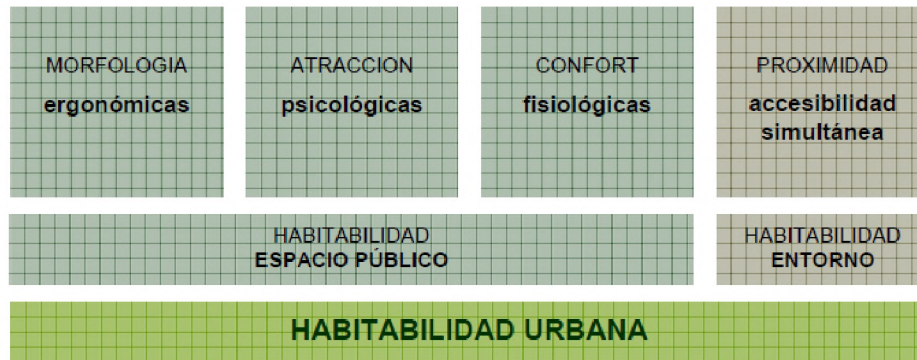 MORFOLOGIA
ergonómicas
ATRACCION
psicológicas
CONFORT
fisiológicas
PROXIMIDAD
accesibilidad
simultánea
HABITABILIDAD
ESPACIO PÚBLICO
HABITABILIDAD
ENTORNO
HABITABILIDAD URBANA